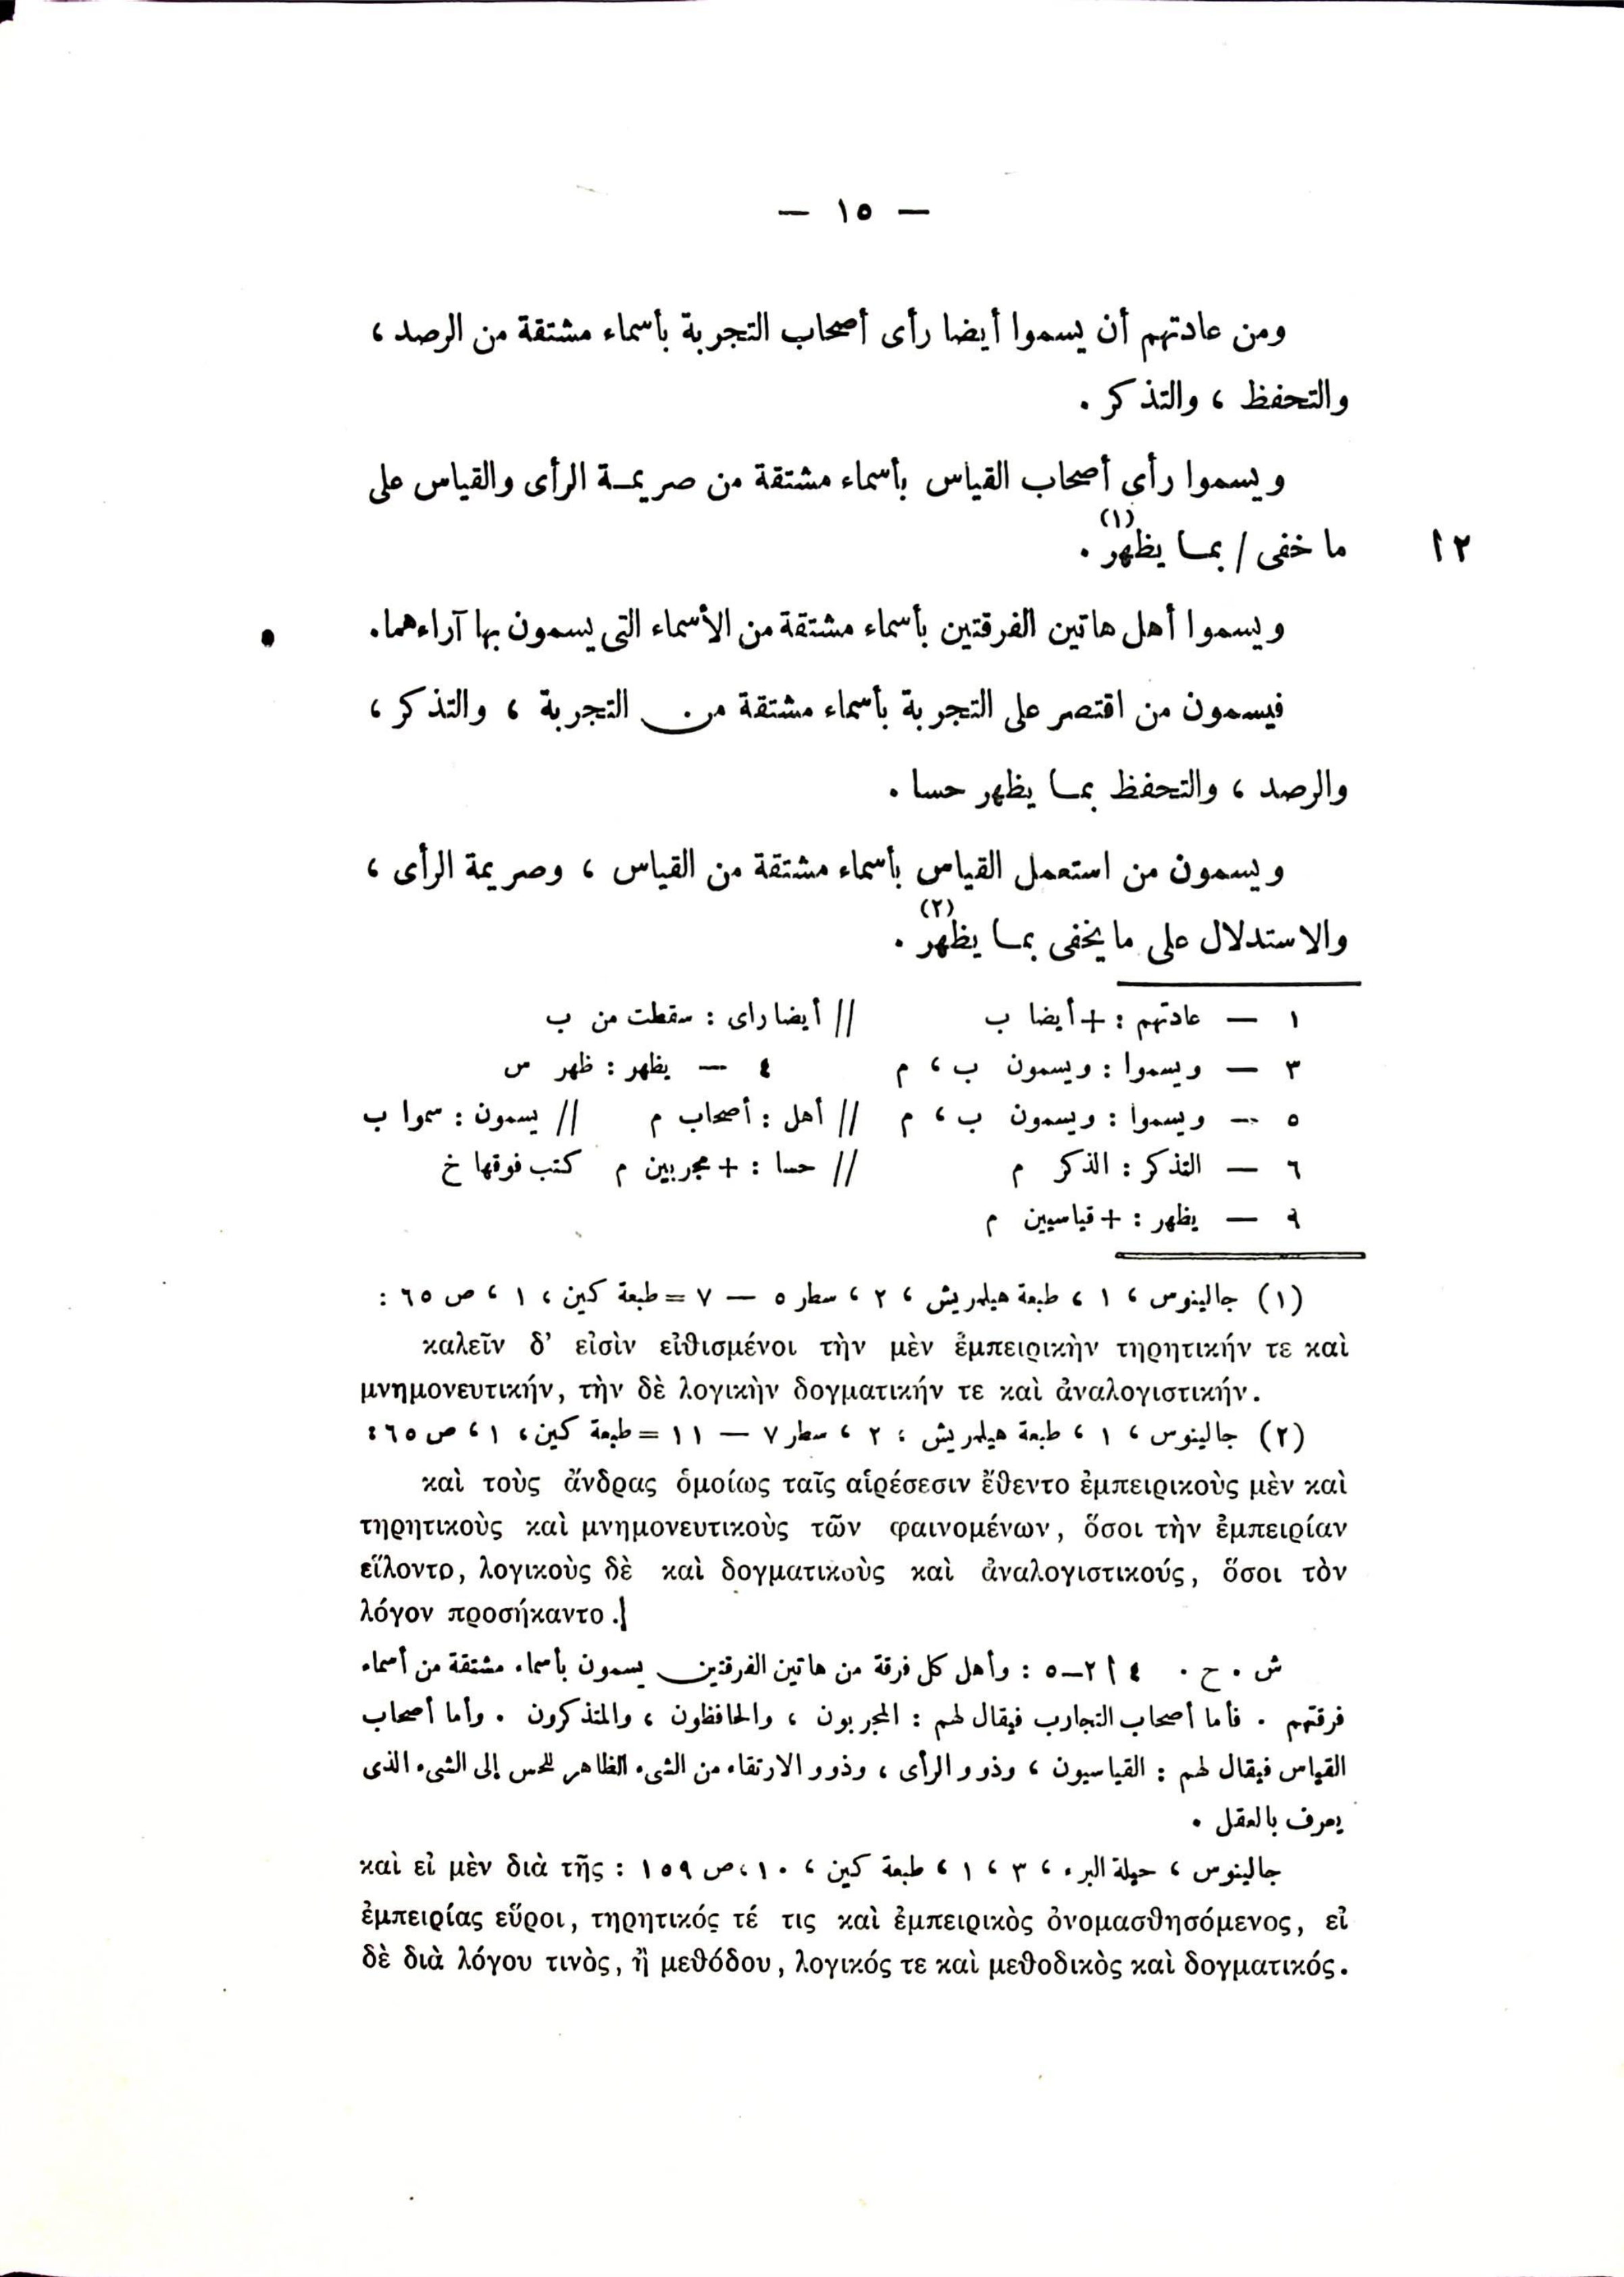 — ١٥ —
ومن عادتهم أن يسموا أيضا رأى أصحاب التجربة بأسماء مشتقة من الرصد ،
والتحفظ ، والتذكر .
ويسموا رأى أصحاب القياس بأسماء مشتقة من صريمة الرأى والقياس على
ما خفى / بما يظهر(١) .
١٢
ويسموا أهل هاتين الفرقتين بأسماء مشتقة من الأسماء التى يسمون بها آراءهما.
فيسمون من اقتصر على التجربة بأسماء مشتقة من التجربة ، والتذكر ،
والرصد ، والتحفظ بما يظهر حسا .
ويسمون من استعمل القياس بأسماء مشتقة من القياس ، وصريمة الرأى ،
والاستدلال على ما يخفى بما يظهر(٢) .
١ — عادتهم : + أيضا ب // أيضا راى : سقطت من ب
٣ — ويسموا : ويسمون ب ، م ٤ — يظهر : ظهر س
٥ — ويسموا : ويسمون ب ، م // أهل : أصحاب م // يسمون : سموا ب
٦ — التذكر : الذكر م // حسا : + مجربين م كتب فوقها خ
٩ — يظهر : + قياسيين م
(١) جالينوس ، ١ ، طبعة هيلمريش ، ٢ ، سطر ٥ — ٧ = طبعة كين ، ١ ، ص ٦٥ :
καλεῖν δ' εἰσὶν εἰθισμένοι τὴν μὲν ἐμπειρικὴν τηρητικήν τε καὶ
μνημονευτικήν, τὴν δὲ λογικὴν δογματικήν τε καὶ ἀναλογιστικήν.
(٢) جالينوس ، ١ ، طبعة هيلمريش ، ٢ ، سطر ٧ — ١١ = طبعة كين ، ١ ، ص ٦٥ :
καὶ τοὺς ἄνδρας ὁμοίως ταῖς αἱρέσεσιν ἔθεντο ἐμπειρικοὺς μὲν καὶ
τηρητικοὺς καὶ μνημονευτικοὺς τῶν φαινομένων, ὅσοι τὴν ἐμπειρίαν
εἵλοντο, λογικοὺς δὲ καὶ δογματικοὺς καὶ ἀναλογιστικούς, ὅσοι τὸν
λόγον προσήκαντο.
ش . ح . ٤ ا ٢–٥ : وأهل كل فرقة من هاتين الفرقتين يسمون بأسماء مشتقة من أسماء
فرقتهم . فأما أصحاب التجارب فيقال لهم : المجربون ، والحافظون ، والمتذكرون . وأما أصحاب
القياس فيقال لهم : القياسيون ، وذوو الرأى ، وذوو الارتقاء من الشىء الظاهر للحس إلى الشىء الذى
يعرف بالعقل .
جالينوس ، حيلة البرء ، ٣ ، ١ ، طبعة كين ، ١٠ ، ص ١٥٩ : καὶ εἰ μὲν διὰ τῆς
ἐμπειρίας εὕροι, τηρητικός τέ τις καὶ ἐμπειρικὸς ὀνομασθησόμενος, εἰ
δὲ διὰ λόγου τινὸς, ἢ μεθόδου, λογικός τε καὶ μεθοδικὸς καὶ δογματικός.